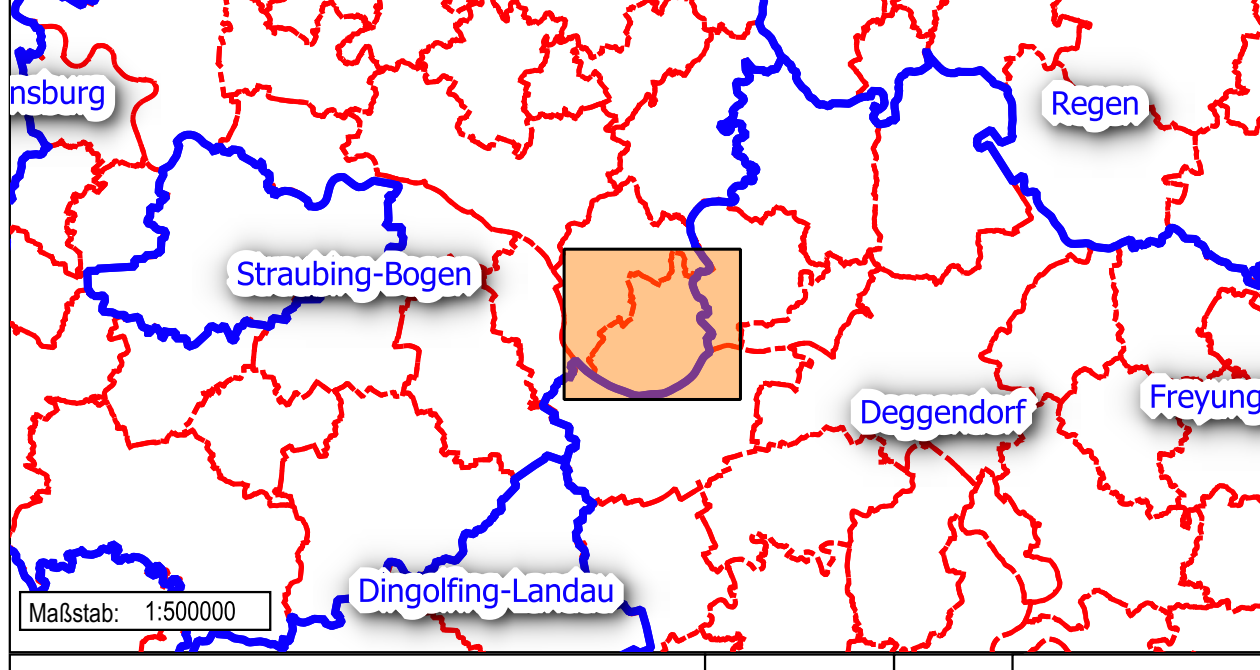 nsburg
Regen
Straubing-Bogen
Freyung
Deggendorf
Dingolfing-Landau
Maßstab: 1:500000